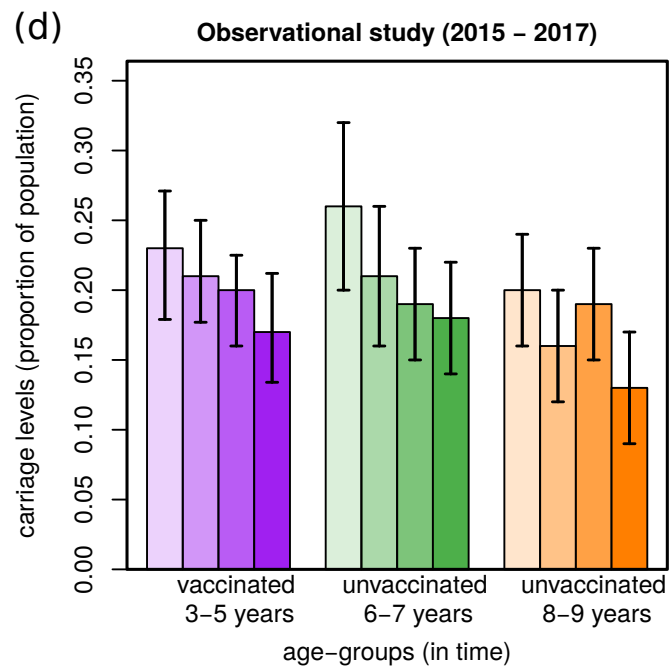 (d)
Observational study (2015 − 2017)
carriage levels (proportion of population)
0.35
0.30
0.25
0.20
0.15
0.10
0.05
0.00
vaccinated
3−5 years
unvaccinated
6−7 years
unvaccinated
8−9 years
age−groups (in time)